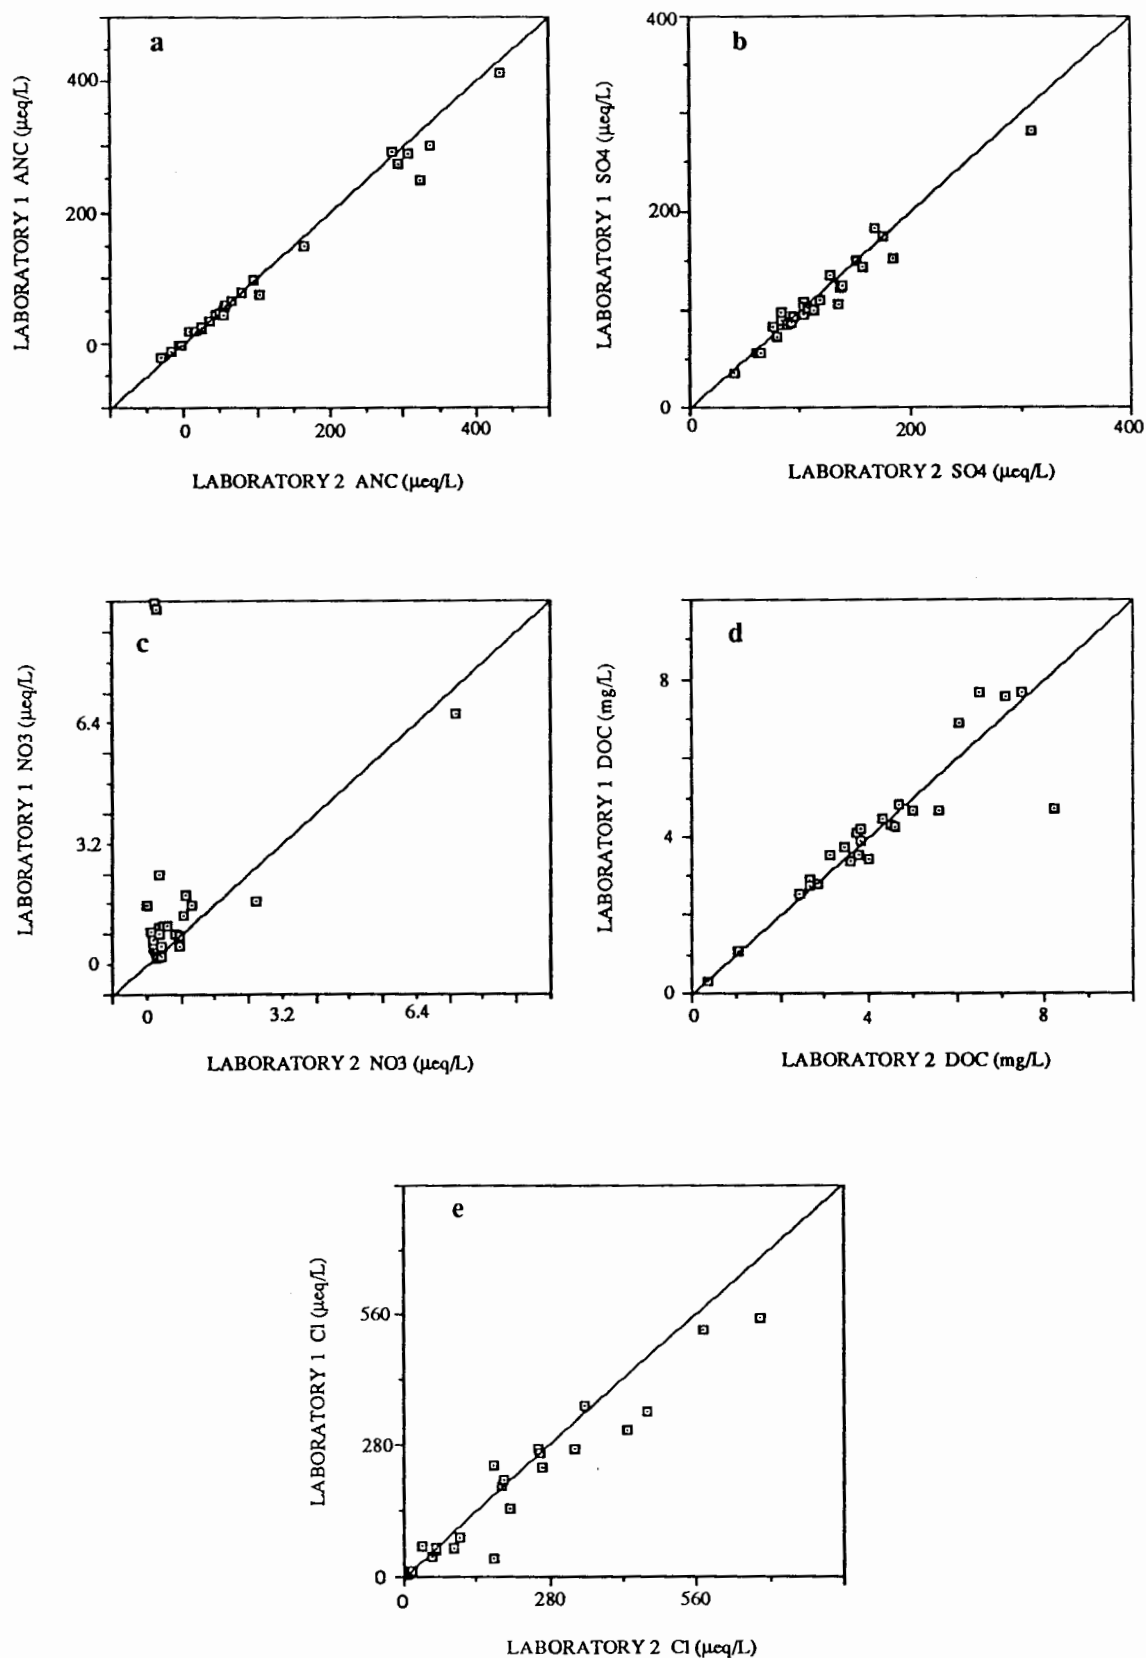 a
LABORATORY 1 ANC (µeq/L)
400
200
0
0
200
400
LABORATORY 2 ANC (µeq/L)
b
LABORATORY 1 SO4 (µeq/L)
400
200
0
0
200
400
LABORATORY 2 SO4 (µeq/L)
c
LABORATORY 1 NO3 (µeq/L)
6.4
3.2
0
0
3.2
6.4
LABORATORY 2 NO3 (µeq/L)
d
LABORATORY 1 DOC (mg/L)
8
4
0
0
4
8
LABORATORY 2 DOC (mg/L)
e
LABORATORY 1 Cl (µeq/L)
560
280
0
0
280
560
LABORATORY 2 Cl (µeq/L)